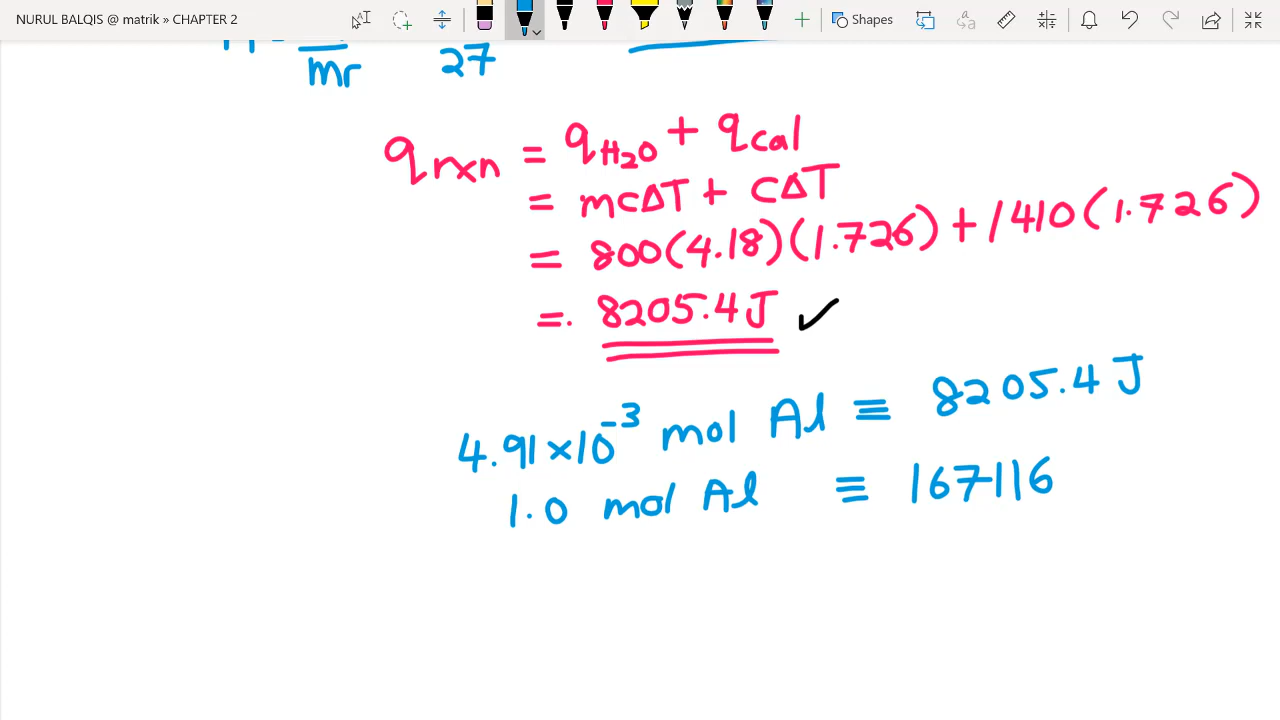 NURUL BALQIS @ matrik » CHAPTER 2
Shapes
mr 27
qrxn = qH₂O + qcal
= mcΔT + CΔT
= 800(4.18)(1.726) + 1410(1.726)
=. 8205.4 J ✓
4.91×10⁻³ mol Al ≡ 8205.4 J
1.0 mol Al ≡ 167116